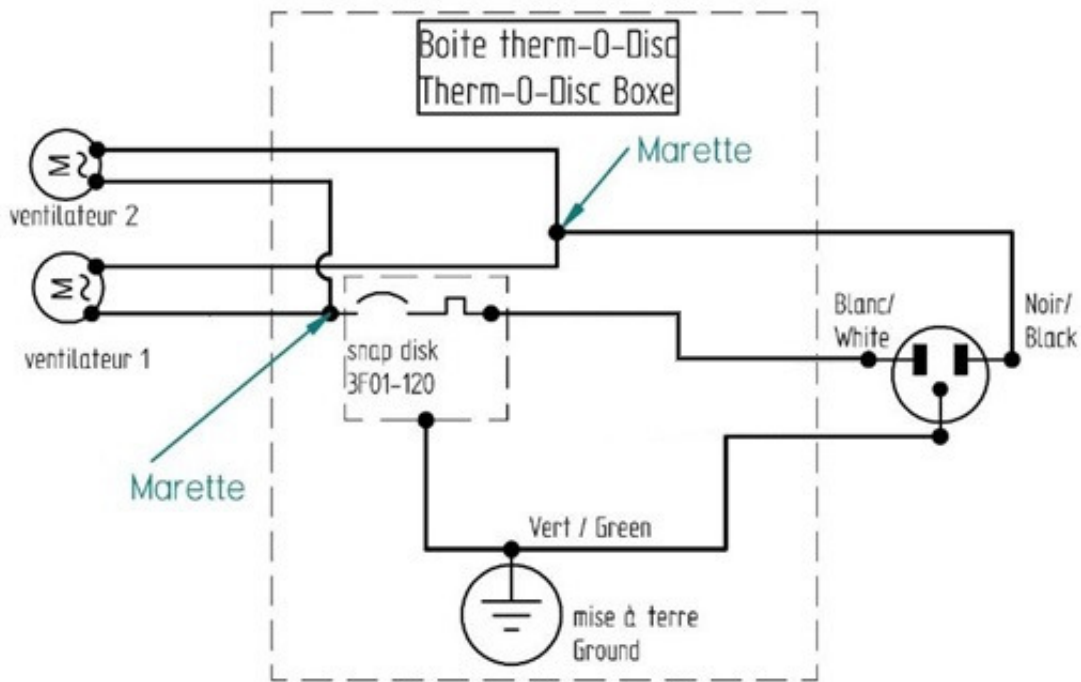 Boite therm-O-Disc
Therm-O-Disc Boxe
Marette
M
ventilateur 2
M
ventilateur 1
snap disk
3F01-120
Blanc/
White
Noir/
Black
Marette
Vert / Green
mise à terre
Ground